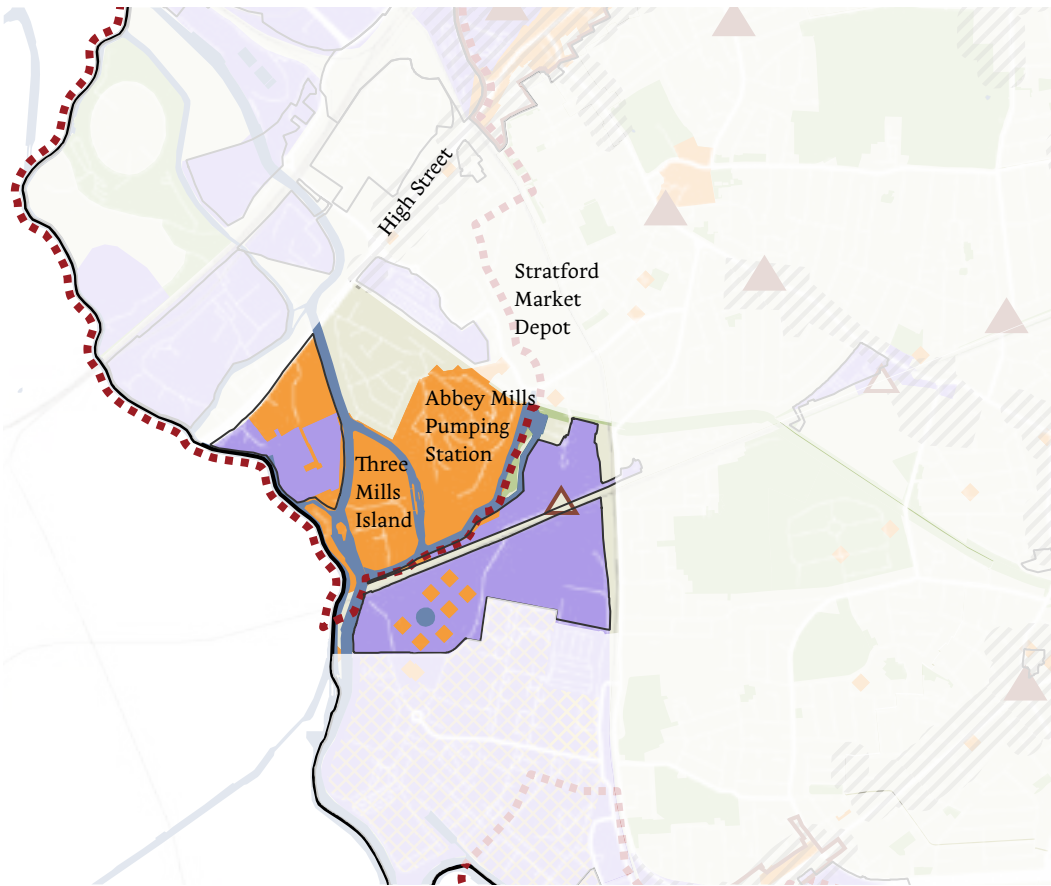 High Street
Stratford
Market
Depot
Abbey Mills
Pumping
Station
Three
Mills
Island